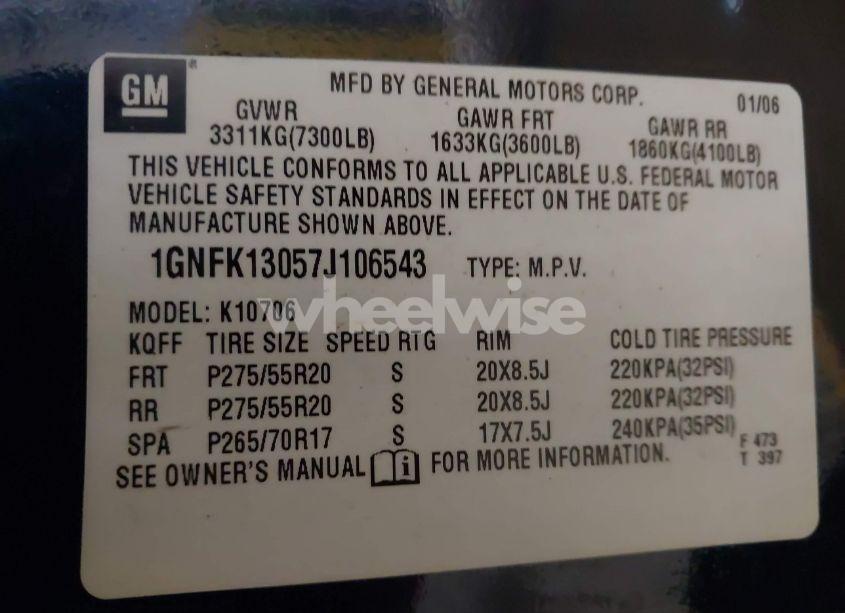 GM
MFD BY GENERAL MOTORS CORP. 01/06
GVWR GAWR FRT GAWR RR
3311KG(7300LB) 1633KG(3600LB) 1860KG(4100LB)
THIS VEHICLE CONFORMS TO ALL APPLICABLE U.S. FEDERAL MOTOR
VEHICLE SAFETY STANDARDS IN EFFECT ON THE DATE OF
MANUFACTURE SHOWN ABOVE.
1GNFK13057J106543 TYPE: M.P.V.
MODEL: K10706
wheelwise
KQFF TIRE SIZE SPEED RTG RIM COLD TIRE PRESSURE
FRT P275/55R20 S 20X8.5J 220KPA(32PSI)
RR P275/55R20 S 20X8.5J 220KPA(32PSI)
SPA P265/70R17 S 17X7.5J 240KPA(35PSI) F 473
SEE OWNER'S MANUAL i FOR MORE INFORMATION. T 397